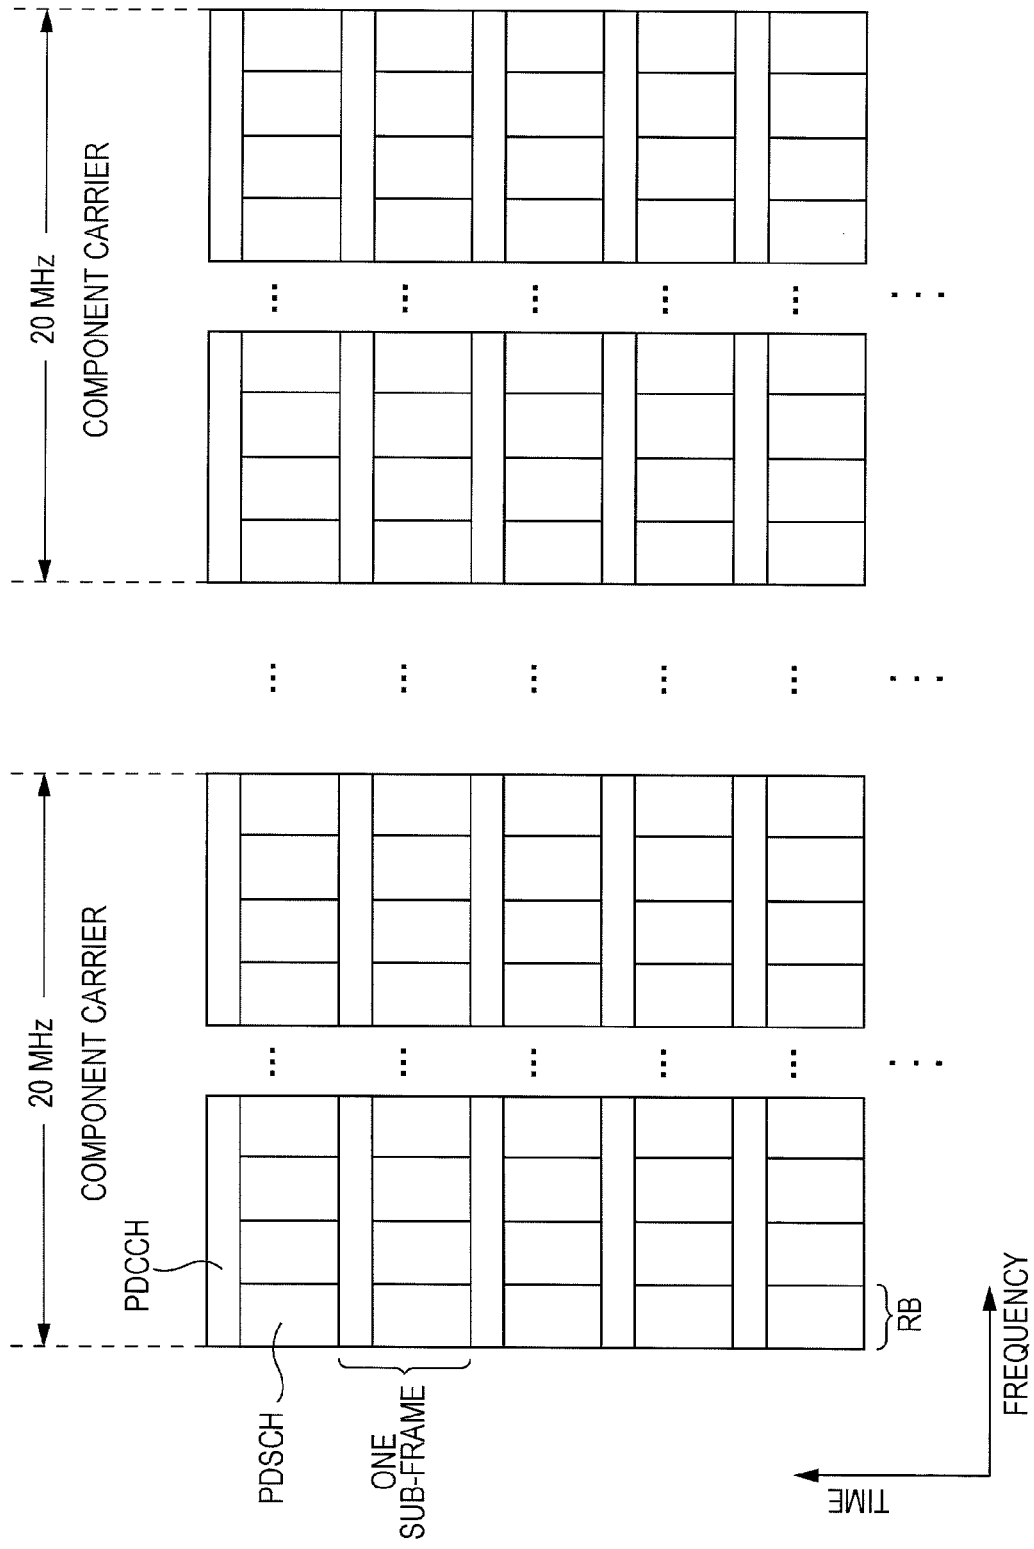 20 MHz
COMPONENT CARRIER
20 MHz
COMPONENT CARRIER
PDCCH
PDSCH
ONE
SUB-FRAME
RB
TIME
FREQUENCY